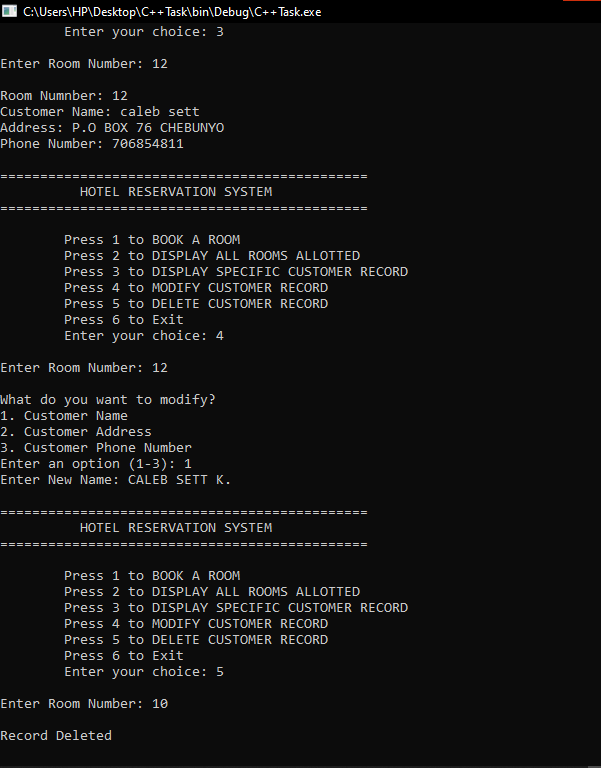 C:\Users\HP\Desktop\C++Task\bin\Debug\C++Task.exe
Enter your choice: 3
Enter Room Number: 12
Room Numnber: 12
Customer Name: caleb sett
Address: P.O BOX 76 CHEBUNYO
Phone Number: 706854811
==============================================
HOTEL RESERVATION SYSTEM
==============================================
Press 1 to BOOK A ROOM
Press 2 to DISPLAY ALL ROOMS ALLOTTED
Press 3 to DISPLAY SPECIFIC CUSTOMER RECORD
Press 4 to MODIFY CUSTOMER RECORD
Press 5 to DELETE CUSTOMER RECORD
Press 6 to Exit
Enter your choice: 4
Enter Room Number: 12
What do you want to modify?
1. Customer Name
2. Customer Address
3. Customer Phone Number
Enter an option (1-3): 1
Enter New Name: CALEB SETT K.
==============================================
HOTEL RESERVATION SYSTEM
==============================================
Press 1 to BOOK A ROOM
Press 2 to DISPLAY ALL ROOMS ALLOTTED
Press 3 to DISPLAY SPECIFIC CUSTOMER RECORD
Press 4 to MODIFY CUSTOMER RECORD
Press 5 to DELETE CUSTOMER RECORD
Press 6 to Exit
Enter your choice: 5
Enter Room Number: 10
Record Deleted